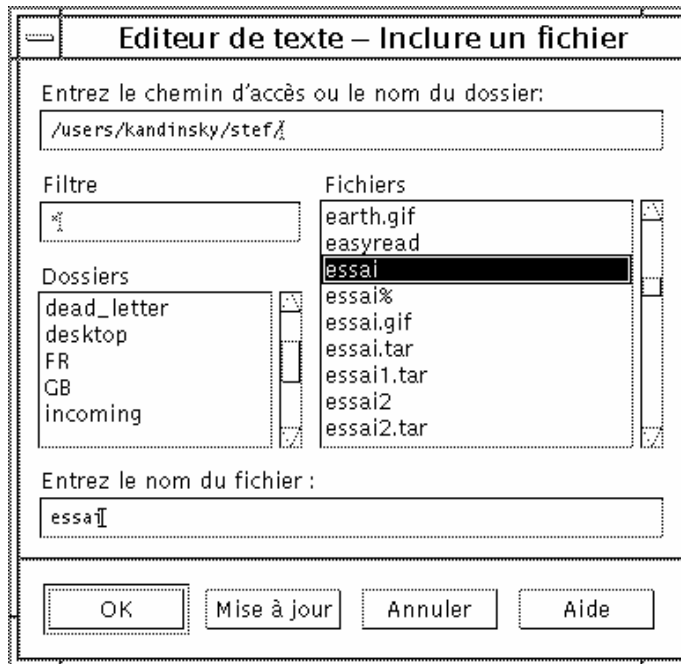 Editeur de texte – Inclure un fichier
Entrez le chemin d'accès ou le nom du dossier:
/users/kandinsky/stef/
Filtre
*
Dossiers
dead_letter
desktop
FR
GB
incoming
Fichiers
earth.gif
easyread
essai
essai%
essai.gif
essai.tar
essai1.tar
essai2
essai2.tar
Entrez le nom du fichier :
essai
OK
Mise à jour
Annuler
Aide